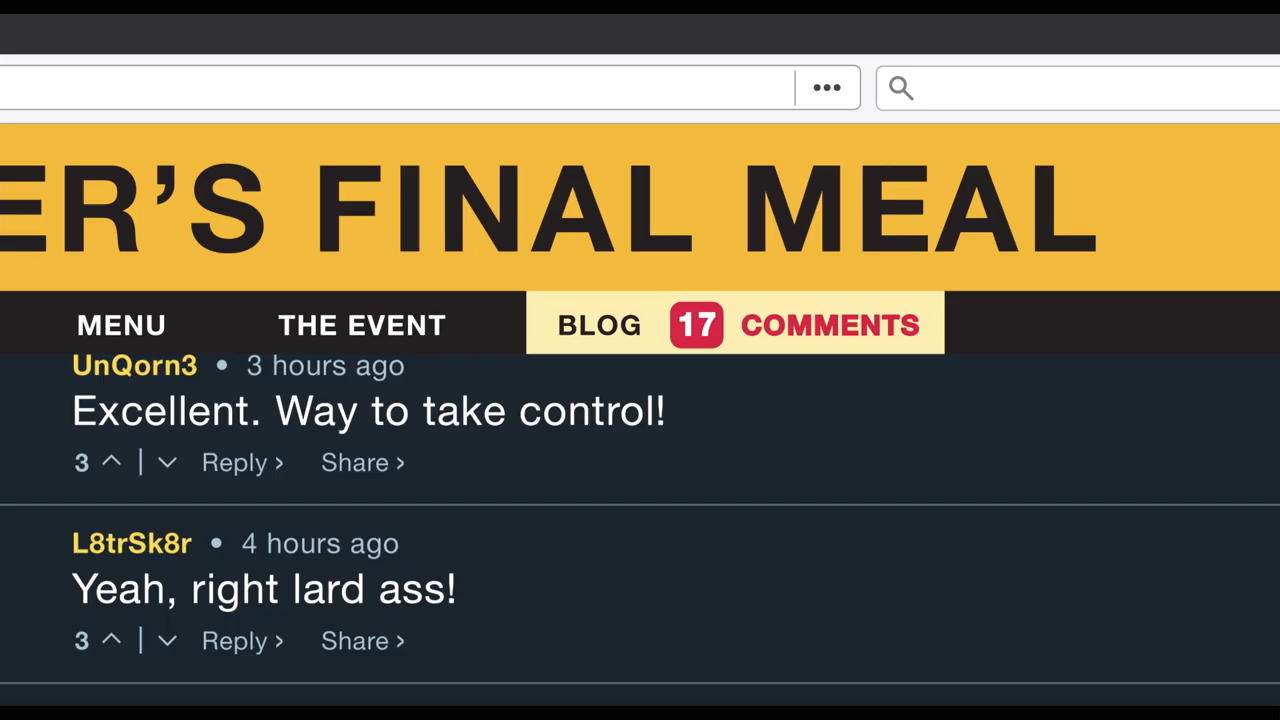 ER'S FINAL MEAL
MENU THE EVENT BLOG 17 COMMENTS
UnQorn3 • 3 hours ago
Excellent. Way to take control!
3 Reply › Share ›
L8trSk8r • 4 hours ago
Yeah, right lard ass!
3 Reply › Share ›